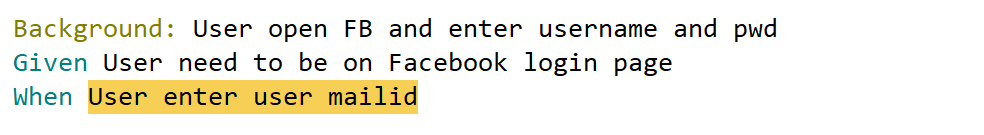 Background: User open FB and enter username and pwd
Given User need to be on Facebook login page
When User enter user mailid